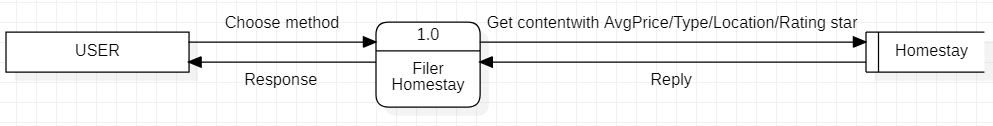 Choose method
Get contentwith AvgPrice/Type/Location/Rating star
1.0
USER
Homestay
Filer
Homestay
Response
Reply